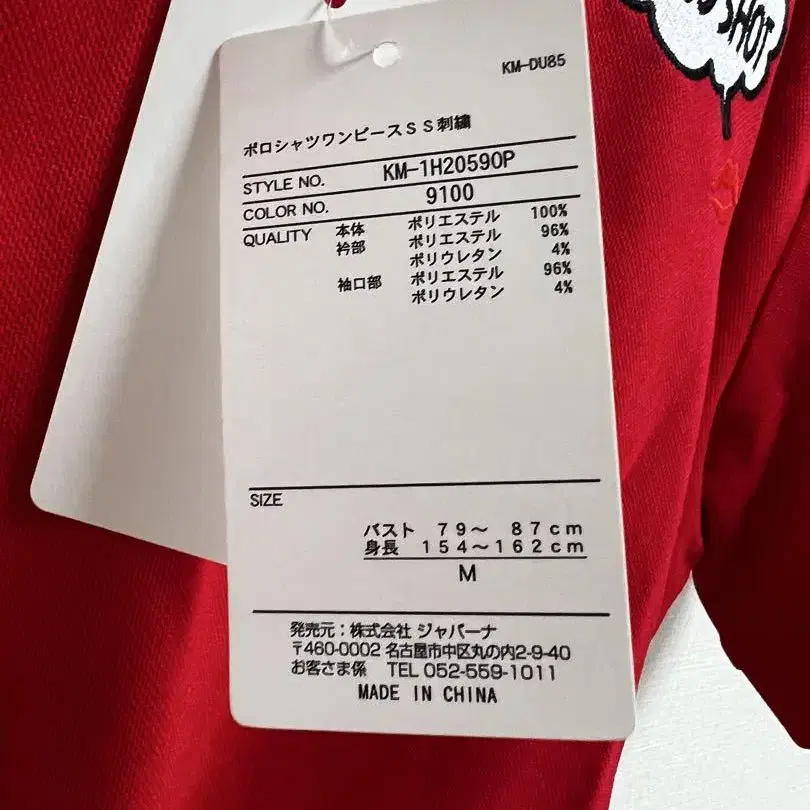 SHOT
KM-DU85
ポロシャツワンピースＳＳ刺繍
STYLE NO. KM-1H20590P
COLOR NO. 9100
QUALITY 本体 ポリエステル 100%
衿部 ポリエステル 96%
ポリウレタン 4%
袖口部 ポリエステル 96%
ポリウレタン 4%
SIZE
バスト ７９～ ８７ｃｍ
身長 １５４～１６２ｃｍ
M
発売元：株式会社 ジャパーナ
〒460-0002 名古屋市中区丸の内2-9-40
お客さま係 TEL 052-559-1011
MADE IN CHINA